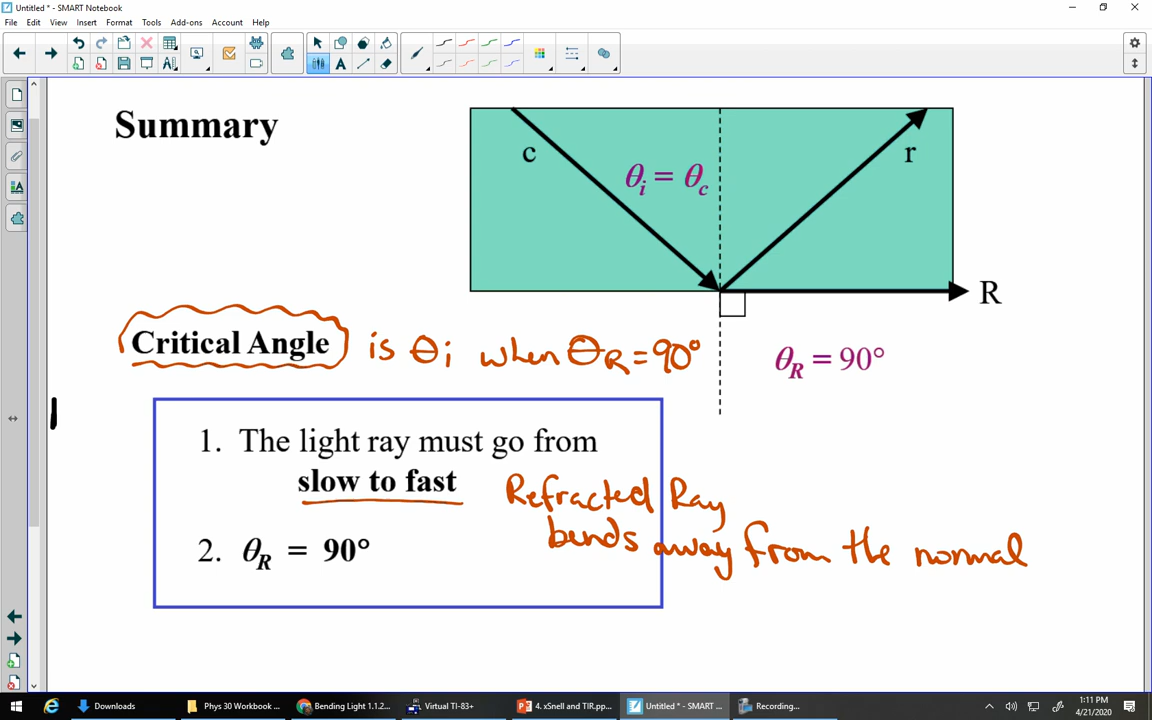 Untitled * - SMART Notebook
File Edit View Insert Format Tools Add-ons Account Help
Summary
c
θi = θc
r
R
Critical Angle is θi when θR = 90°
θR = 90°
1. The light ray must go from
slow to fast
Refracted Ray
bends away from the normal
2. θR = 90°
Downloads
Phys 30 Workbook ...
Bending Light 1.1.2...
Virtual TI-83+
4. xSnell and TIR.pp...
Untitled * - SMART ...
Recording...
1:11 PM
4/21/2020